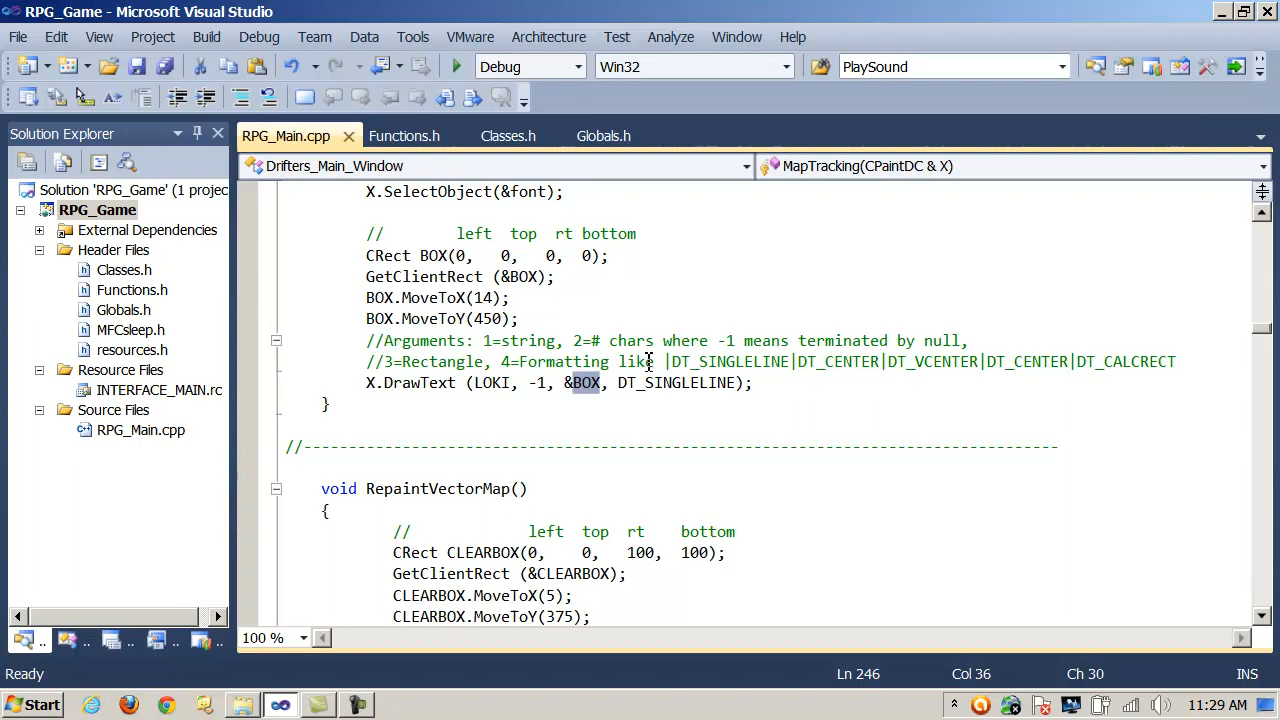 RPG_Game - Microsoft Visual Studio
File Edit View Project Build Debug Team Data Tools VMware Architecture Test Analyze Window Help
Debug Win32 PlaySound
Solution Explorer
RPG_Main.cpp Functions.h Classes.h Globals.h
Drifters_Main_Window MapTracking(CPaintDC & X)
Solution 'RPG_Game' (1 projec
RPG_Game
External Dependencies
Header Files
Classes.h
Functions.h
Globals.h
MFCsleep.h
resources.h
Resource Files
INTERFACE_MAIN.rc
Source Files
RPG_Main.cpp
X.SelectObject(&font);
// left top rt bottom
CRect BOX(0, 0, 0, 0);
GetClientRect (&BOX);
BOX.MoveToX(14);
BOX.MoveToY(450);
//Arguments: 1=string, 2=# chars where -1 means terminated by null,
//3=Rectangle, 4=Formatting like |DT_SINGLELINE|DT_CENTER|DT_VCENTER|DT_CENTER|DT_CALCRECT
X.DrawText (LOKI, -1, &BOX, DT_SINGLELINE);
}
//------------------------------------------------------------------------------------
void RepaintVectorMap()
{
// left top rt bottom
CRect CLEARBOX(0, 0, 100, 100);
GetClientRect (&CLEARBOX);
CLEARBOX.MoveToX(5);
CLEARBOX.MoveToY(375);
100 %
Ready Ln 246 Col 36 Ch 30 INS
Start 11:29 AM